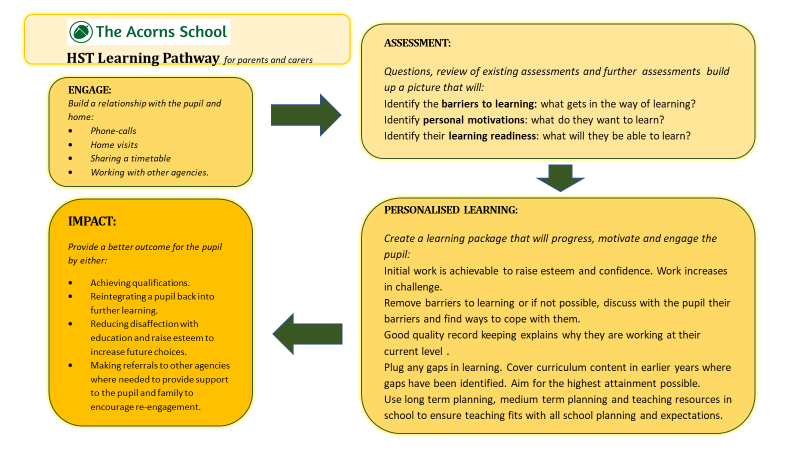 The Acorns School
HST Learning Pathway for parents and carers
ENGAGE:
Build a relationship with the pupil and
home:
• Phone-calls
• Home visits
• Sharing a timetable
• Working with other agencies.
ASSESSMENT:
Questions, review of existing assessments and further assessments build
up a picture that will:
Identify the barriers to learning: what gets in the way of learning?
Identify personal motivations: what do they want to learn?
Identify their learning readiness: what will they be able to learn?
PERSONALISED LEARNING:
Create a learning package that will progress, motivate and engage the
pupil:
Initial work is achievable to raise esteem and confidence. Work increases
in challenge.
Remove barriers to learning or if not possible, discuss with the pupil their
barriers and find ways to cope with them.
Good quality record keeping explains why they are working at their
current level .
Plug any gaps in learning. Cover curriculum content in earlier years where
gaps have been identified. Aim for the highest attainment possible.
Use long term planning, medium term planning and teaching resources in
school to ensure teaching fits with all school planning and expectations.
IMPACT:
Provide a better outcome for the pupil
by either:
• Achieving qualifications.
• Reintegrating a pupil back into
further learning.
• Reducing disaffection with
education and raise esteem to
increase future choices.
• Making referrals to other agencies
where needed to provide support
to the pupil and family to
encourage re-engagement.